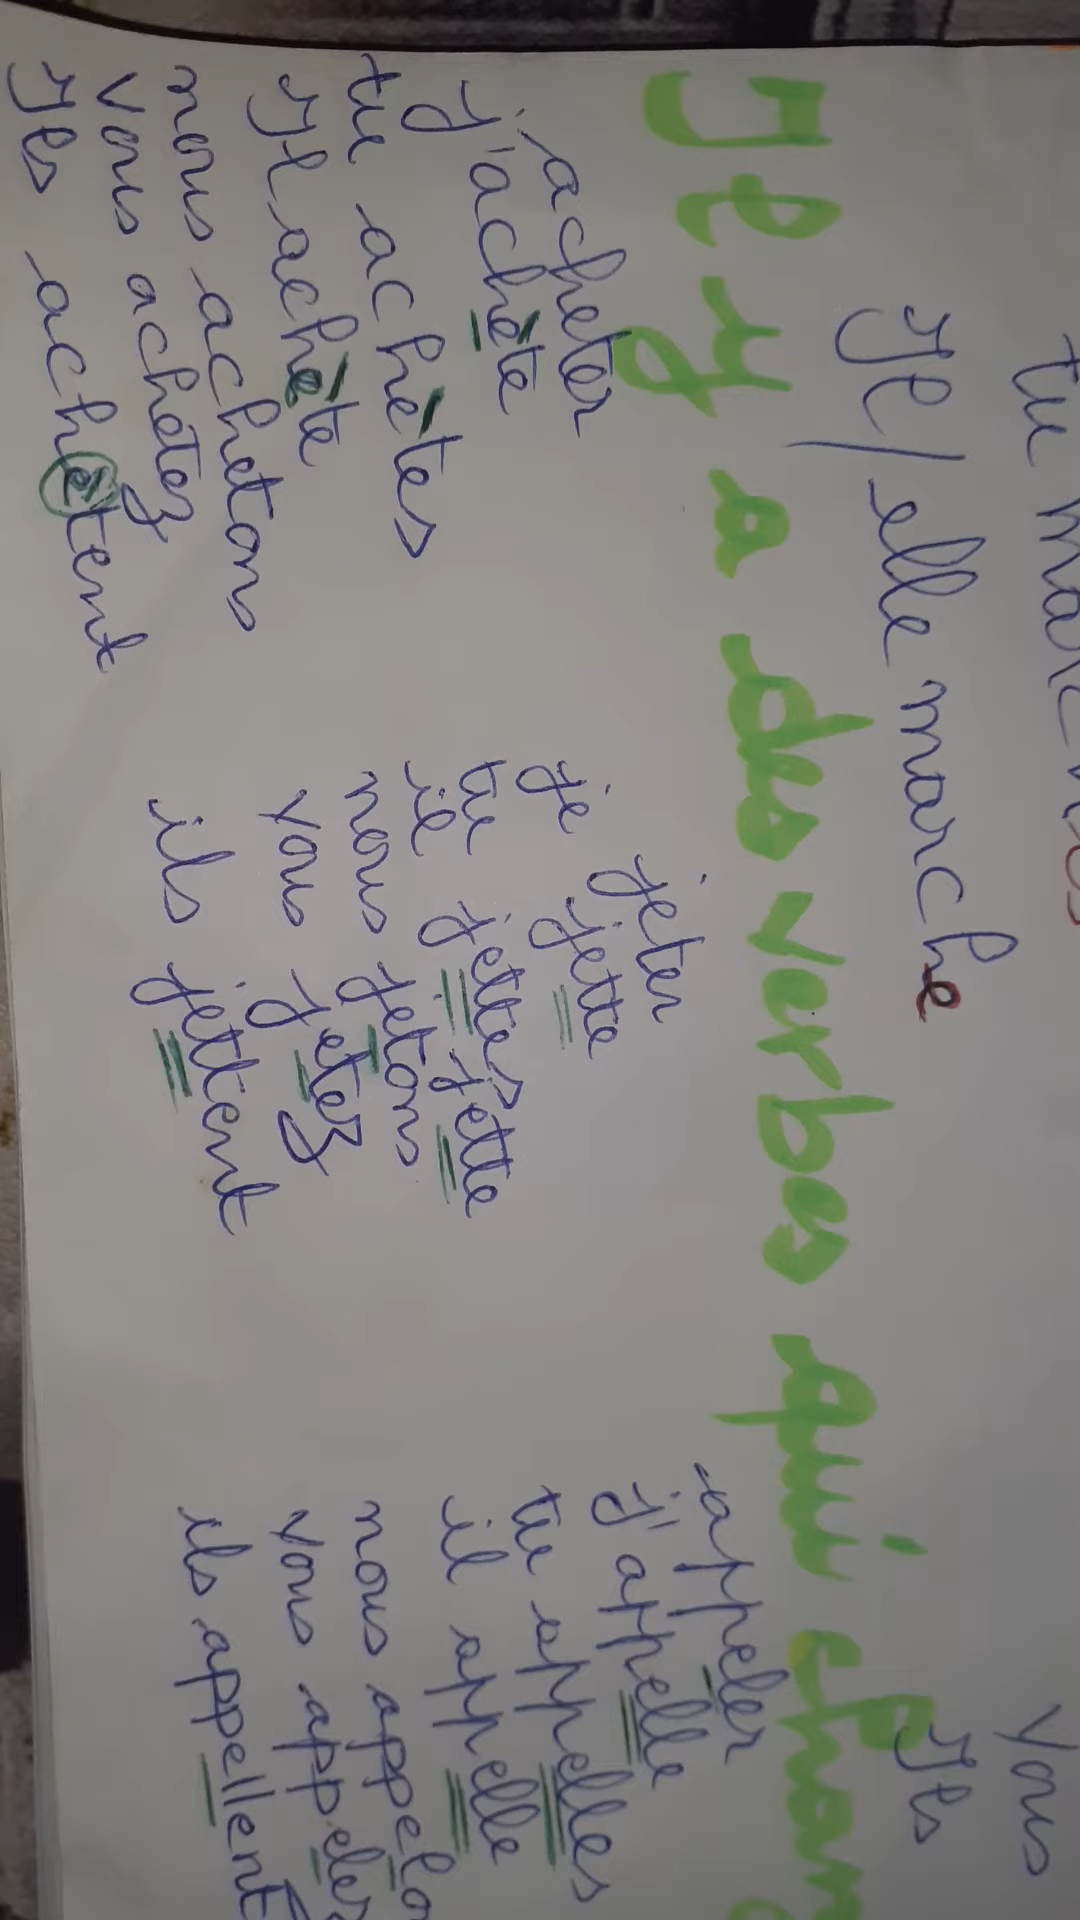 tu marches
Il/elle marche
vous
Ils
Il y a des verbes qui chan
acheter
j'achète
tu achètes
Il achète
nous achetons
vous achetez
Ils achètent
jeter
je jette
tu jettes
il jette
nous jetons
vous jetez
ils jettent
appeler
j'appelle
tu appelles
il appelle
nous appelo
vous appelez
ils appellent